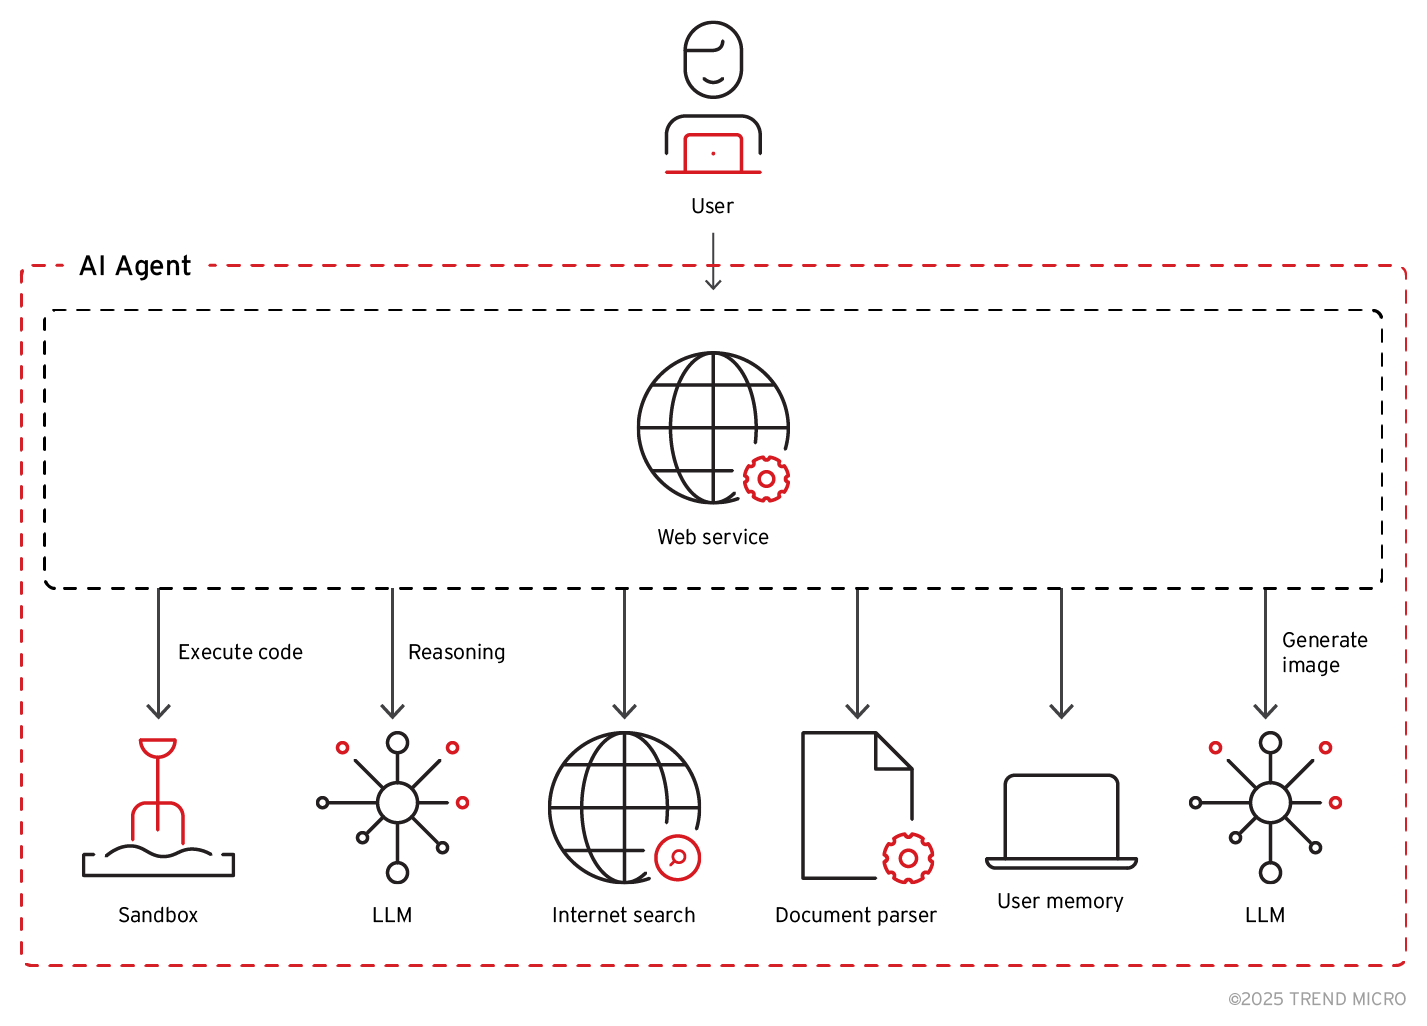 User
AI Agent
Web service
Execute code
Reasoning
Generate
image
Sandbox
LLM
Internet search
Document parser
User memory
LLM
©2025 TREND MICRO